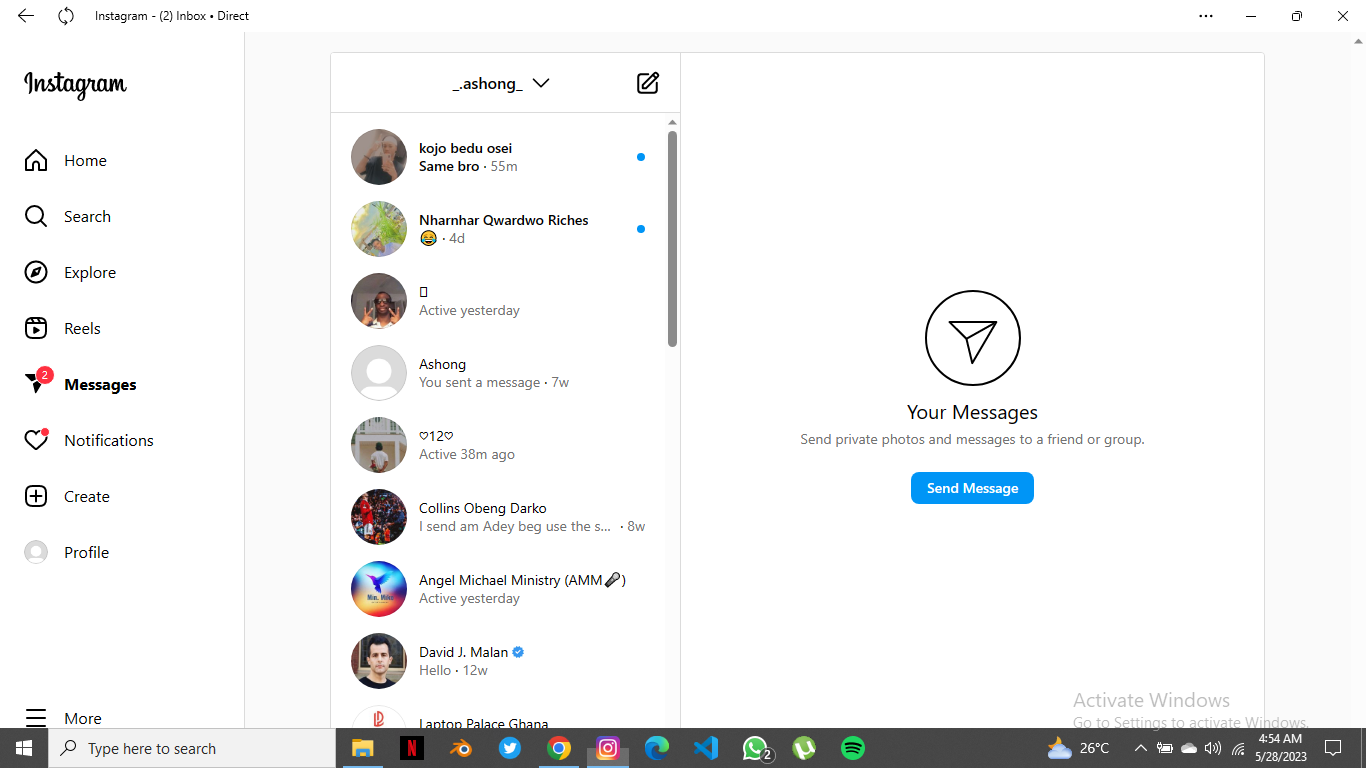 Instagram - (2) Inbox • Direct
Instagram
Home
Search
Explore
Reels
2
Messages
Notifications
Create
Profile
More
_.ashong_
kojo bedu osei
Same bro · 55m
Nharnhar Qwardwo Riches
😂 · 4d
Active yesterday
Ashong
You sent a message · 7w
♡12♡
Active 38m ago
Collins Obeng Darko
I send am Adey beg use the s... · 8w
Angel Michael Ministry (AMM🎤)
Active yesterday
David J. Malan
Hello · 12w
Laptop Palace Ghana
Your Messages
Send private photos and messages to a friend or group.
Send Message
Activate Windows
Go to Settings to activate Windows.
Type here to search
N
2
26°C
4:54 AM
5/28/2023